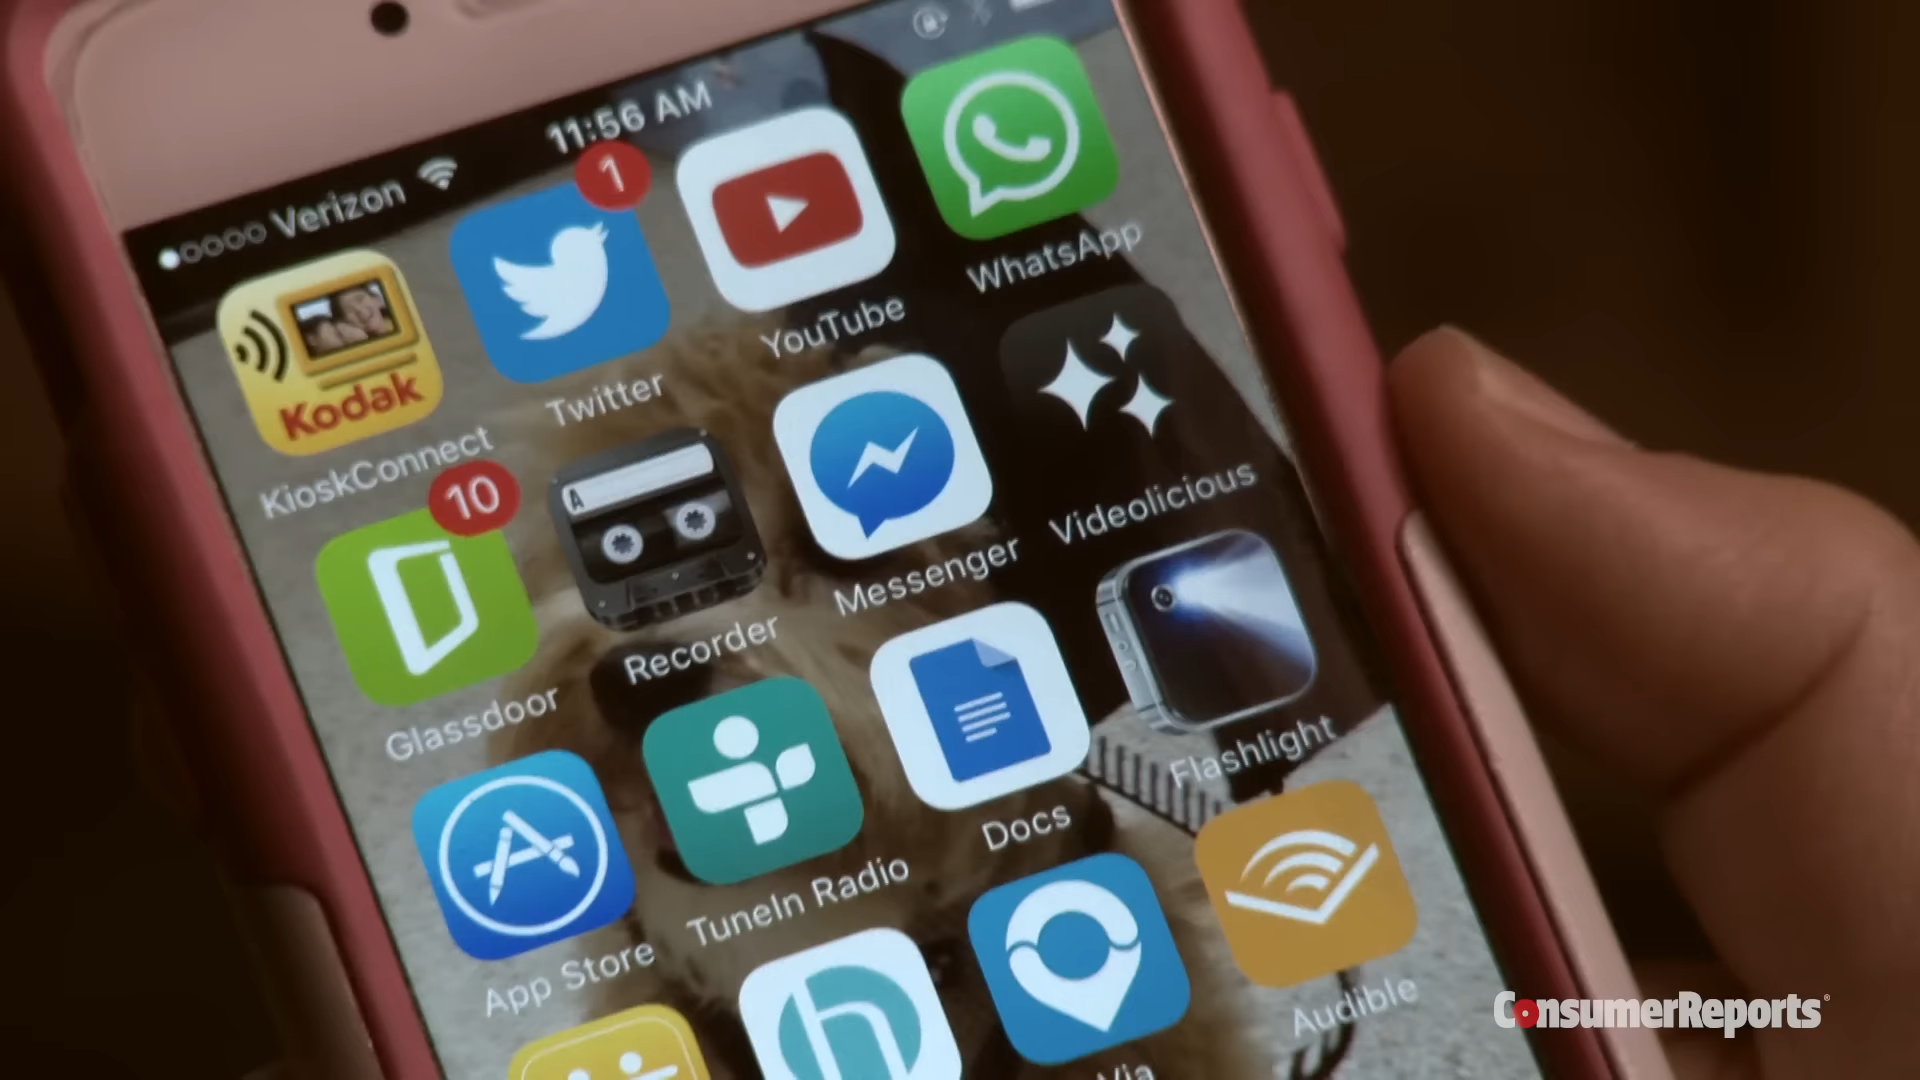 Verizon 11:56 AM
Kodak
KioskConnect
1
Twitter
YouTube
WhatsApp
10
Glassdoor
A
Recorder
Messenger
Videolicious
App Store
TuneIn Radio
Docs
Flashlight
h
Via
Audible
ConsumerReports®